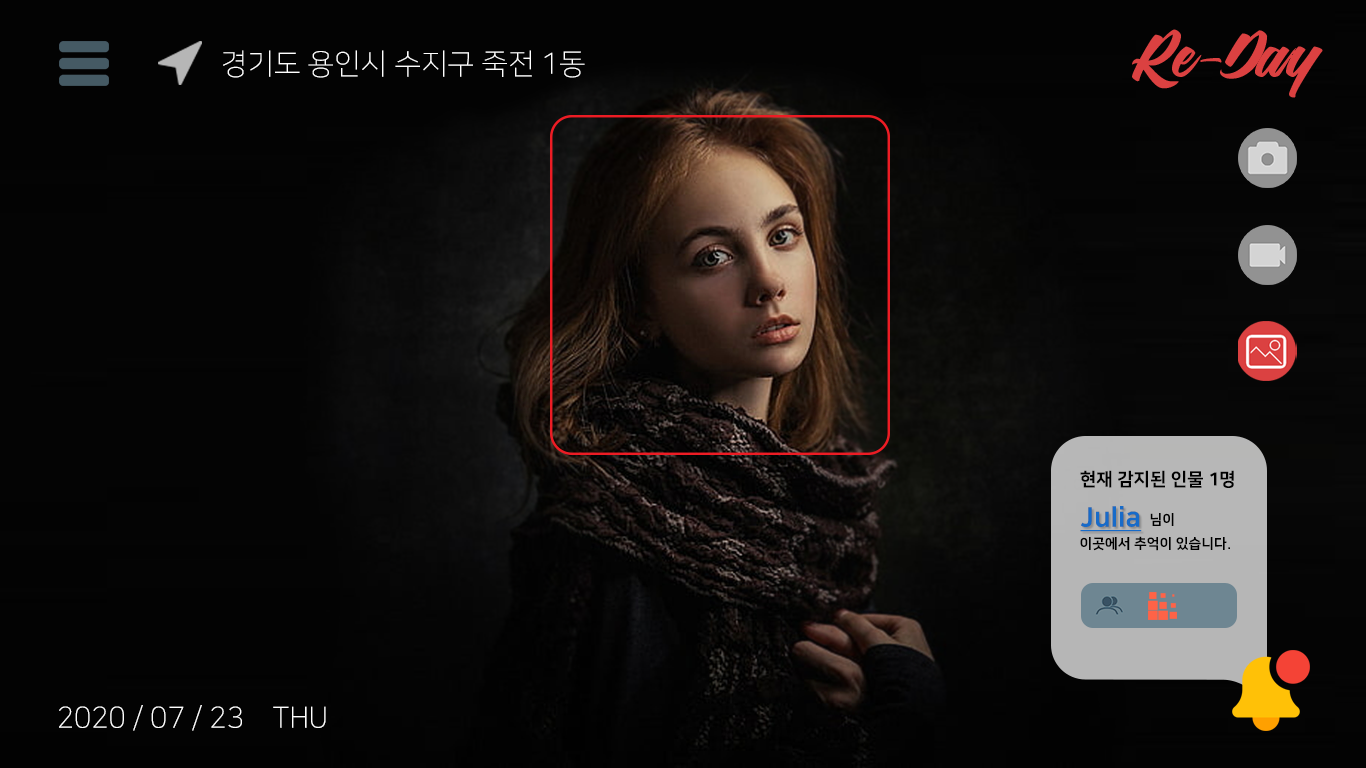 경기도 용인시 수지구 죽전 1동
Re-Day
현재 감지된 인물 1명
Julia 님이
이곳에서 추억이 있습니다.
2020 / 07 / 23 THU